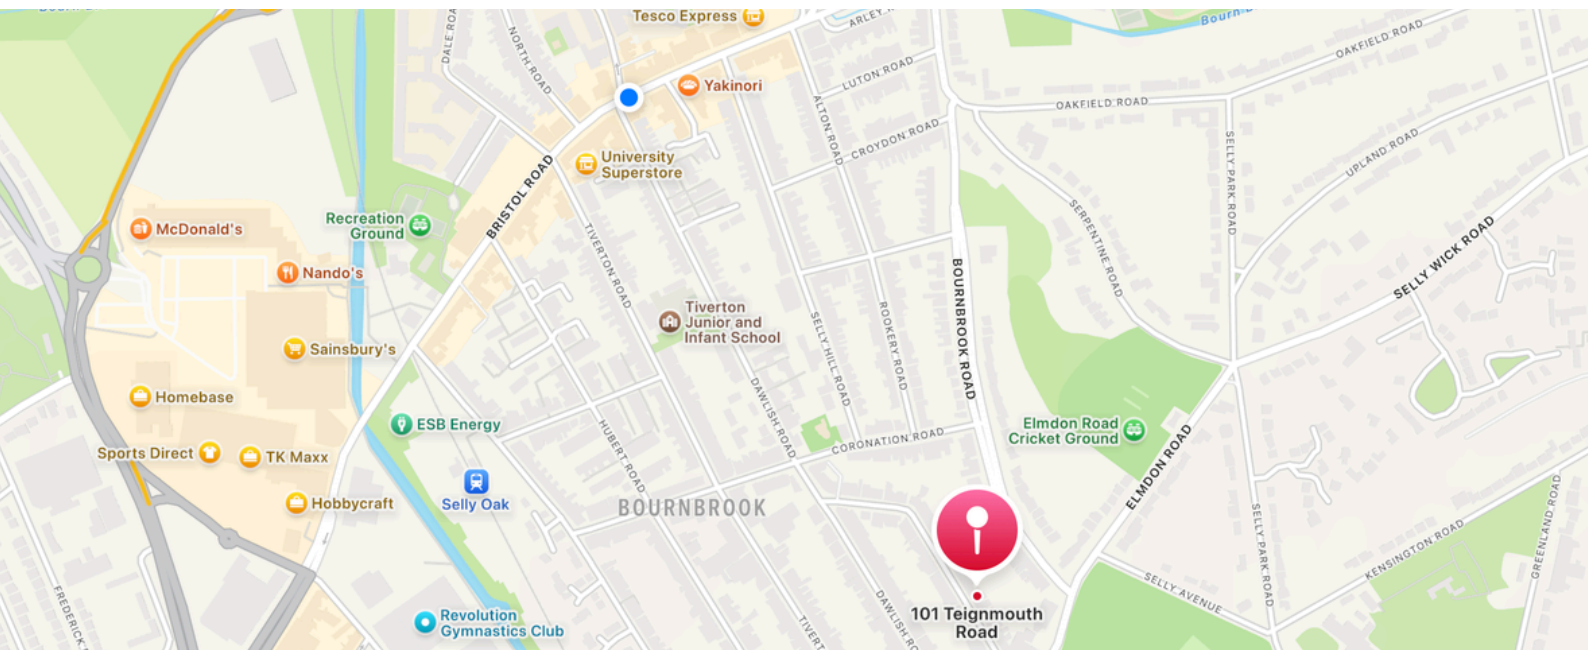 Tesco Express
ARLEY R
Bourn B
DALE ROA
NORTH ROAD
OAKFIELD ROAD
LUTON ROAD
Yakinori
ALTON ROAD
OAKFIELD ROAD
CROYDON ROAD
SELLY PARK ROAD
UPLAND ROAD
University
Superstore
BRISTOL ROAD
Recreation
Ground
McDonald's
TIVERTON ROAD
SERPENTINE ROAD
SELLY WICK ROAD
Nando's
BOURNBROOK ROAD
Tiverton
Junior and
Infant School
SELLY HILL ROAD
ROOKERY ROAD
Sainsbury's
Homebase
DAWLISH ROAD
ESB Energy
Elmdon Road
Cricket Ground
HUBERT ROAD
CORONATION ROAD
Sports Direct
TK Maxx
ELMDON ROAD
Hobbycraft
Selly Oak
BOURNBROOK
SELLY PARK ROAD
KENSINGTON ROAD
GREENLAND ROAD
SELLY AVENUE
FREDERICK
Revolution
Gymnastics Club
TIVERT
DAWLISH R
101 Teignmouth
Road